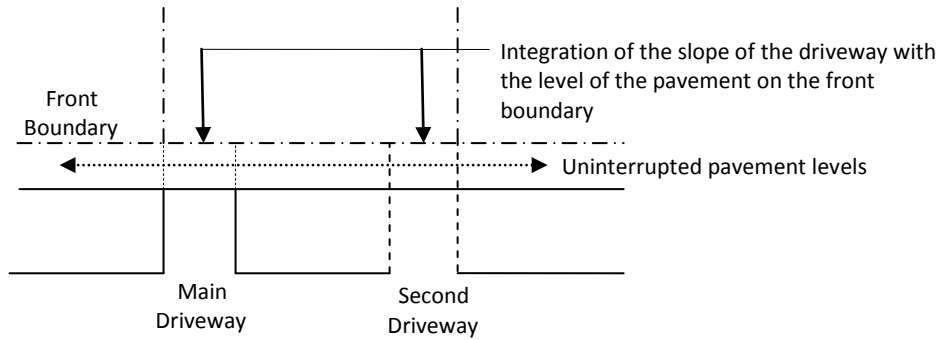 Integration of the slope of the driveway with
the level of the pavement on the front
boundary
Front
Boundary
Uninterrupted pavement levels
Main
Driveway
Second
Driveway